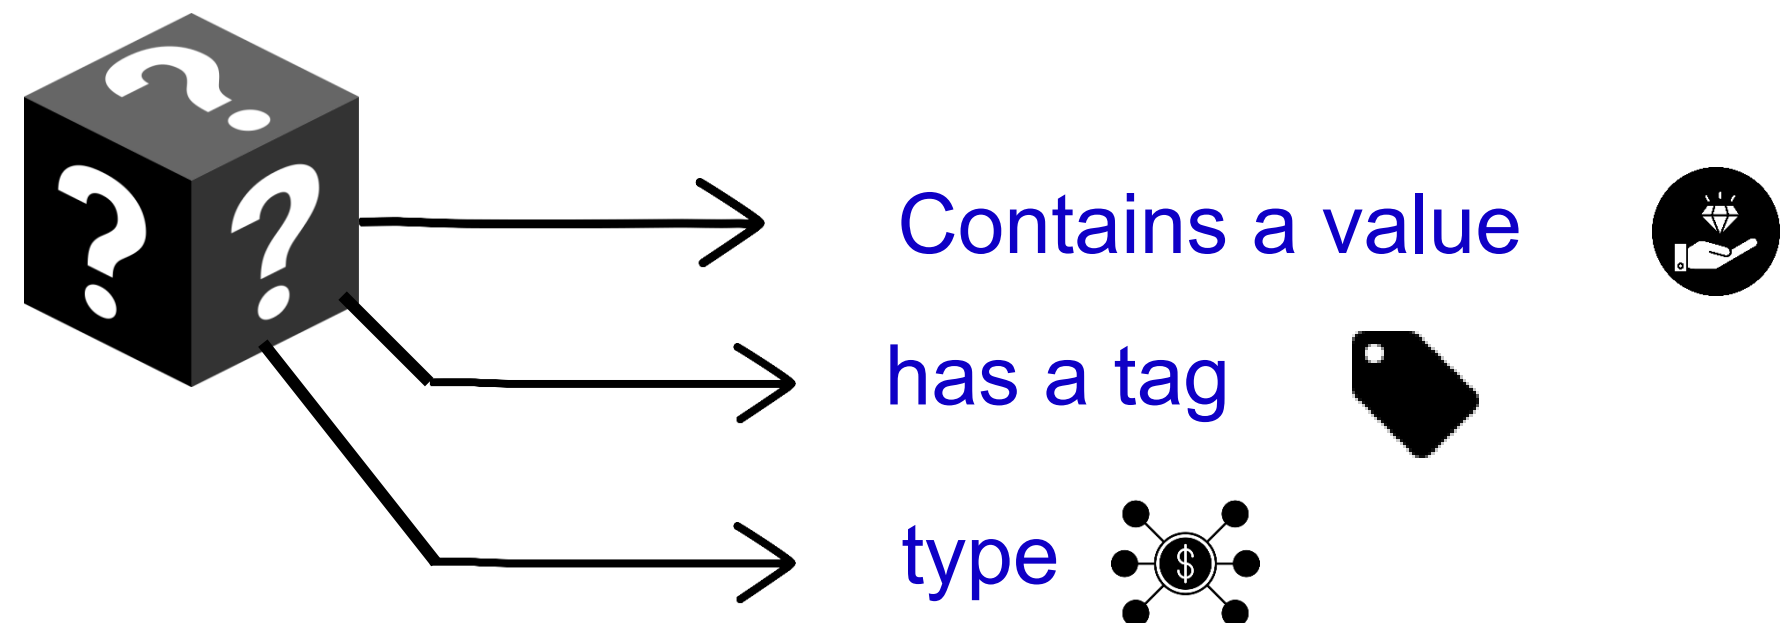 ?
? ?
Contains a value
has a tag
type $